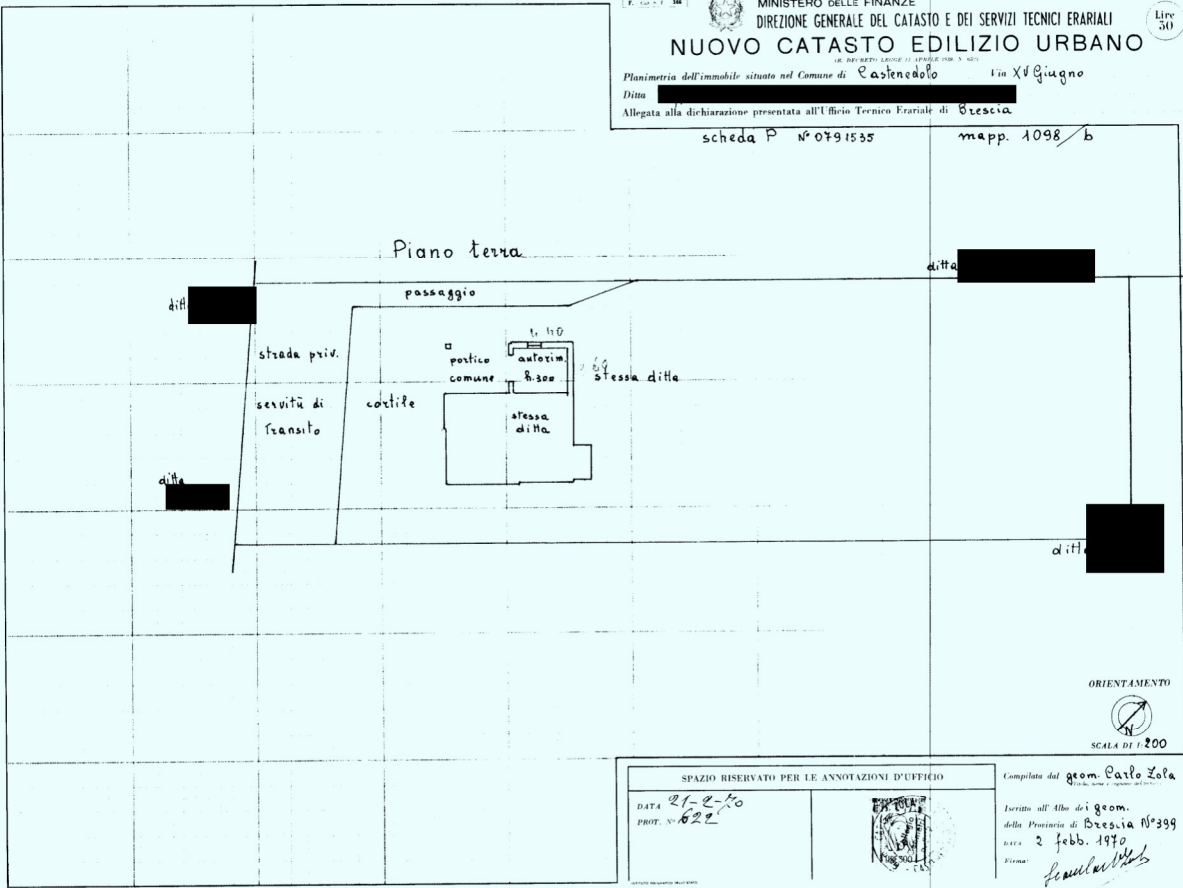 MINISTERO DELLE FINANZE
DIREZIONE GENERALE DEL CATASTO E DEI SERVIZI TECNICI ERARIALI
Lire
50
NUOVO CATASTO EDILIZIO URBANO
Planimetria dell'immobile situato nel Comune di Castenedolo Via XV Giugno
Ditta
Allegata alla dichiarazione presentata all'Ufficio Tecnico Erariale di Brescia
scheda P N° 0791535 mapp. 1098/b
Piano terra
ditta
passaggio
ditta
strada priv.
portico
comune
autorim.
h.300
stessa ditta
servitù di
Transito
cortile
stessa
ditta
ditta
ditta
ORIENTAMENTO
N
SCALA DI 1:200
SPAZIO RISERVATO PER LE ANNOTAZIONI D'UFFICIO
DATA 21-2-70
PROT. N° 622
Compilata dal geom. Carlo Zola
Iscritto all'Albo dei geom.
della Provincia di Brescia N° 399
DATA 2 febb. 1970
Firma: